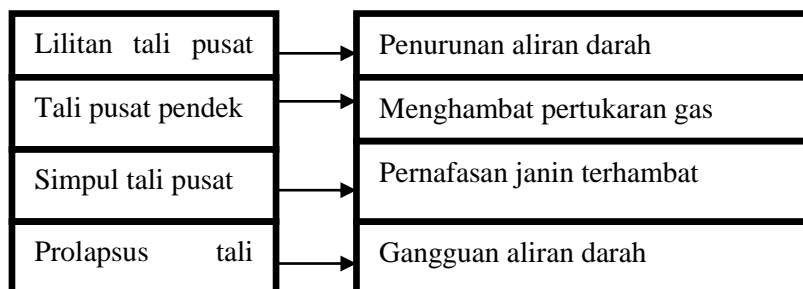 Lilitan tali pusat
Penurunan aliran darah
Tali pusat pendek
Menghambat pertukaran gas
Simpul tali pusat
Pernafasan janin terhambat
Prolapsus tali
Gangguan aliran darah